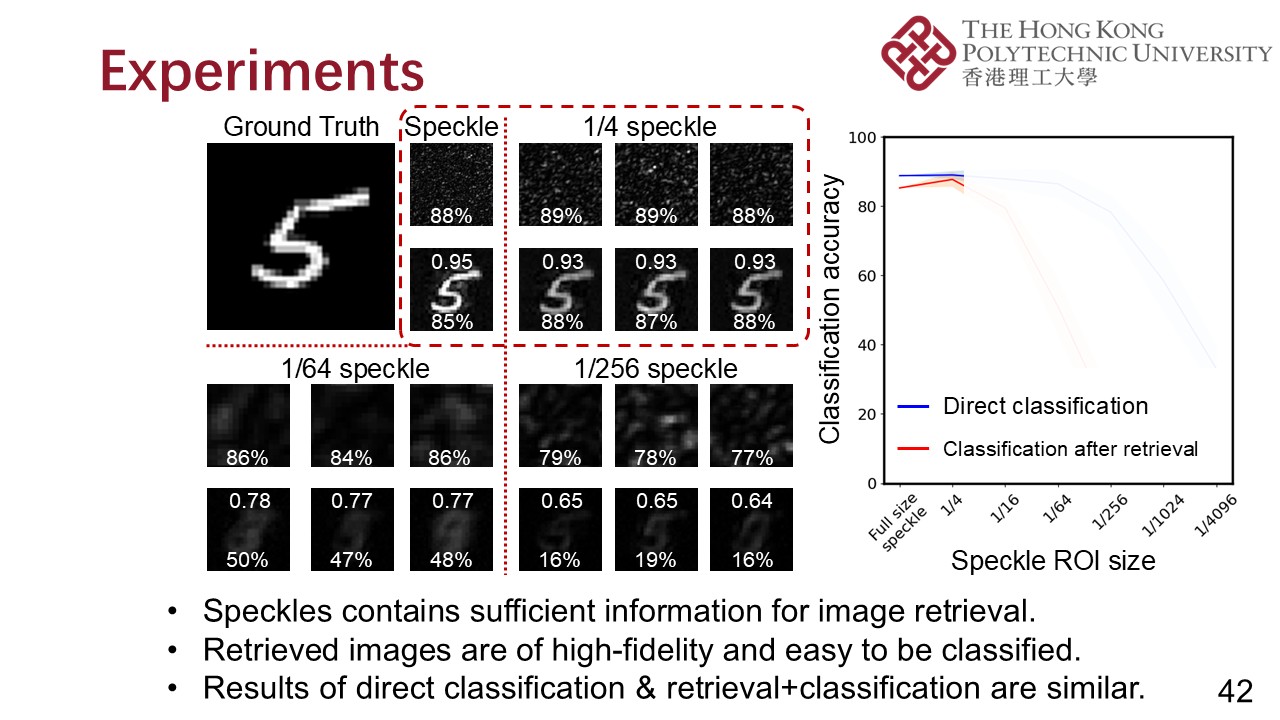 Experiments
THE HONG KONG
POLYTECHNIC UNIVERSITY
香港理工大學
Ground Truth
Speckle
1/4 speckle
88%
89%
89%
88%
0.95
0.93
0.93
0.93
85%
88%
87%
88%
1/64 speckle
1/256 speckle
86%
84%
86%
79%
78%
77%
0.78
0.77
0.77
0.65
0.65
0.64
50%
47%
48%
16%
19%
16%
Classification accuracy
100
80
60
40
20
0
Direct classification
Classification after retrieval
Full size
speckle
1/4
1/16
1/64
1/256
1/1024
1/4096
Speckle ROI size
• Speckles contains sufficient information for image retrieval.
• Retrieved images are of high-fidelity and easy to be classified.
• Results of direct classification & retrieval+classification are similar.
42